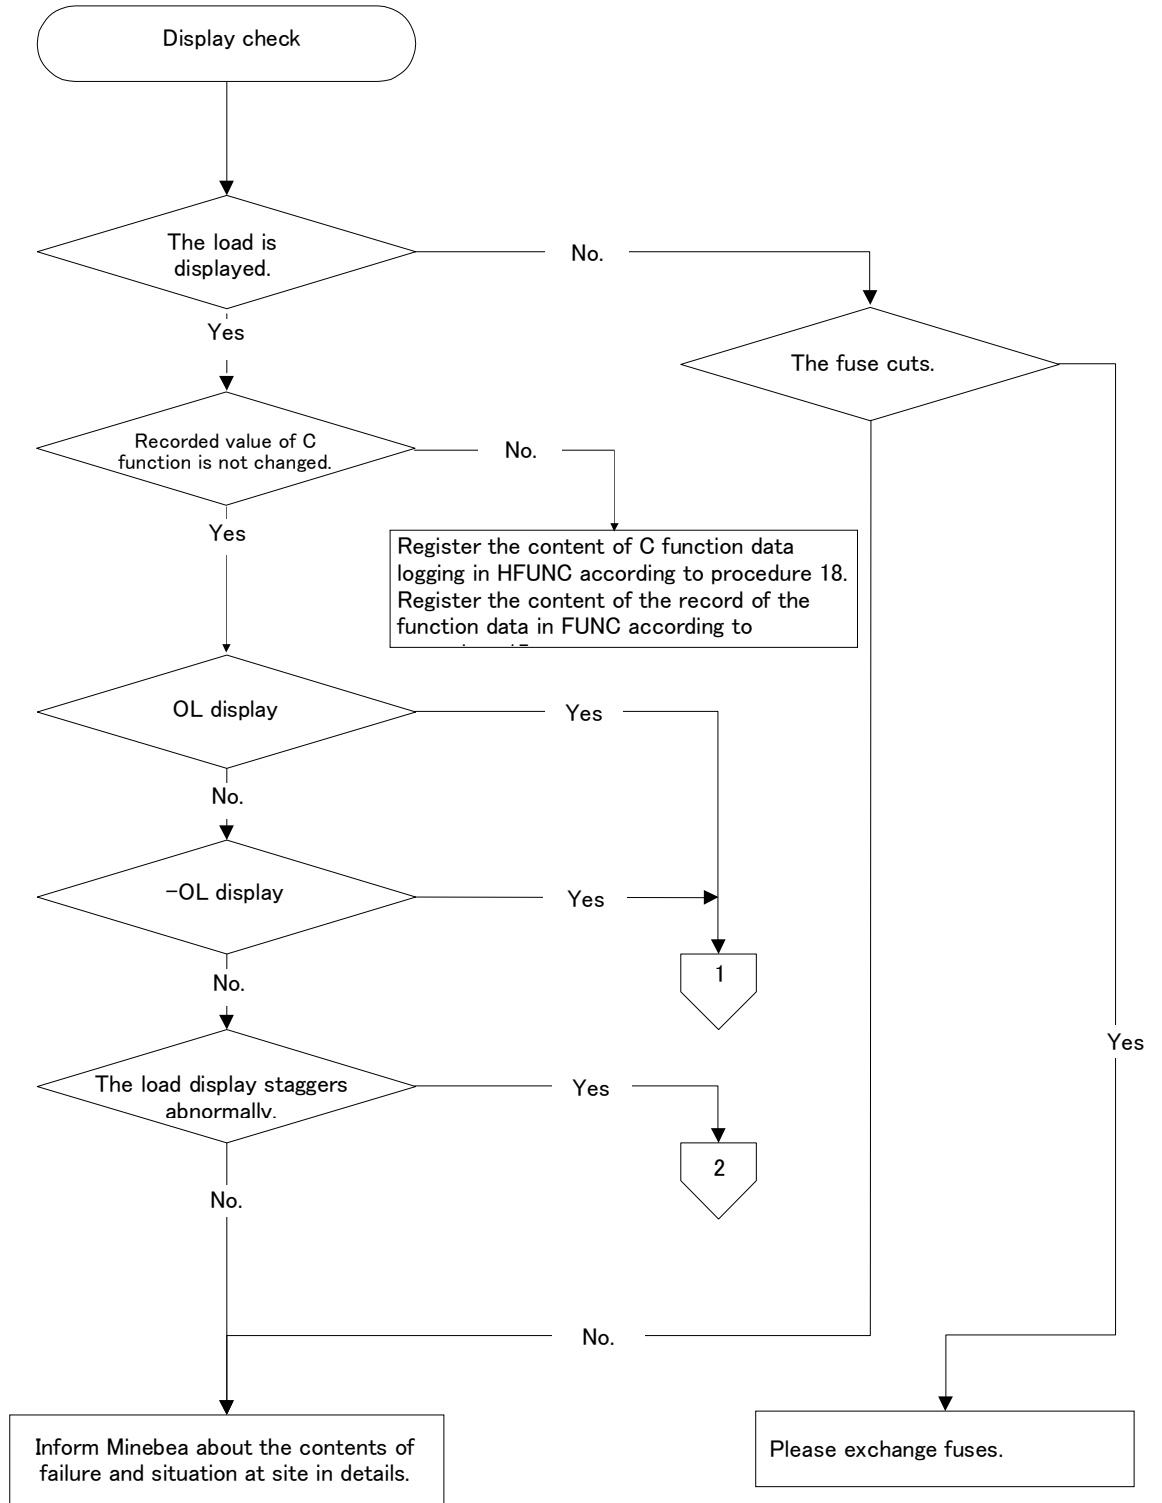 Display check
The load is
displayed.
No.
Yes
The fuse cuts.
Recorded value of C
function is not changed.
No.
Yes
Register the content of C function data
logging in HFUNC according to procedure 18.
Register the content of the record of the
function data in FUNC according to
OL display
Yes
No.
-OL display
Yes
No.
1
Yes
The load display staggers
abnormally.
Yes
2
No.
No.
Inform Minebea about the contents of
failure and situation at site in details.
Please exchange fuses.